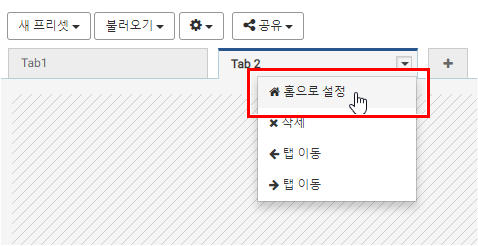 새 프리셋 불러오기 공유
Tab1 Tab 2
홈으로 설정
삭제
탭 이동
탭 이동